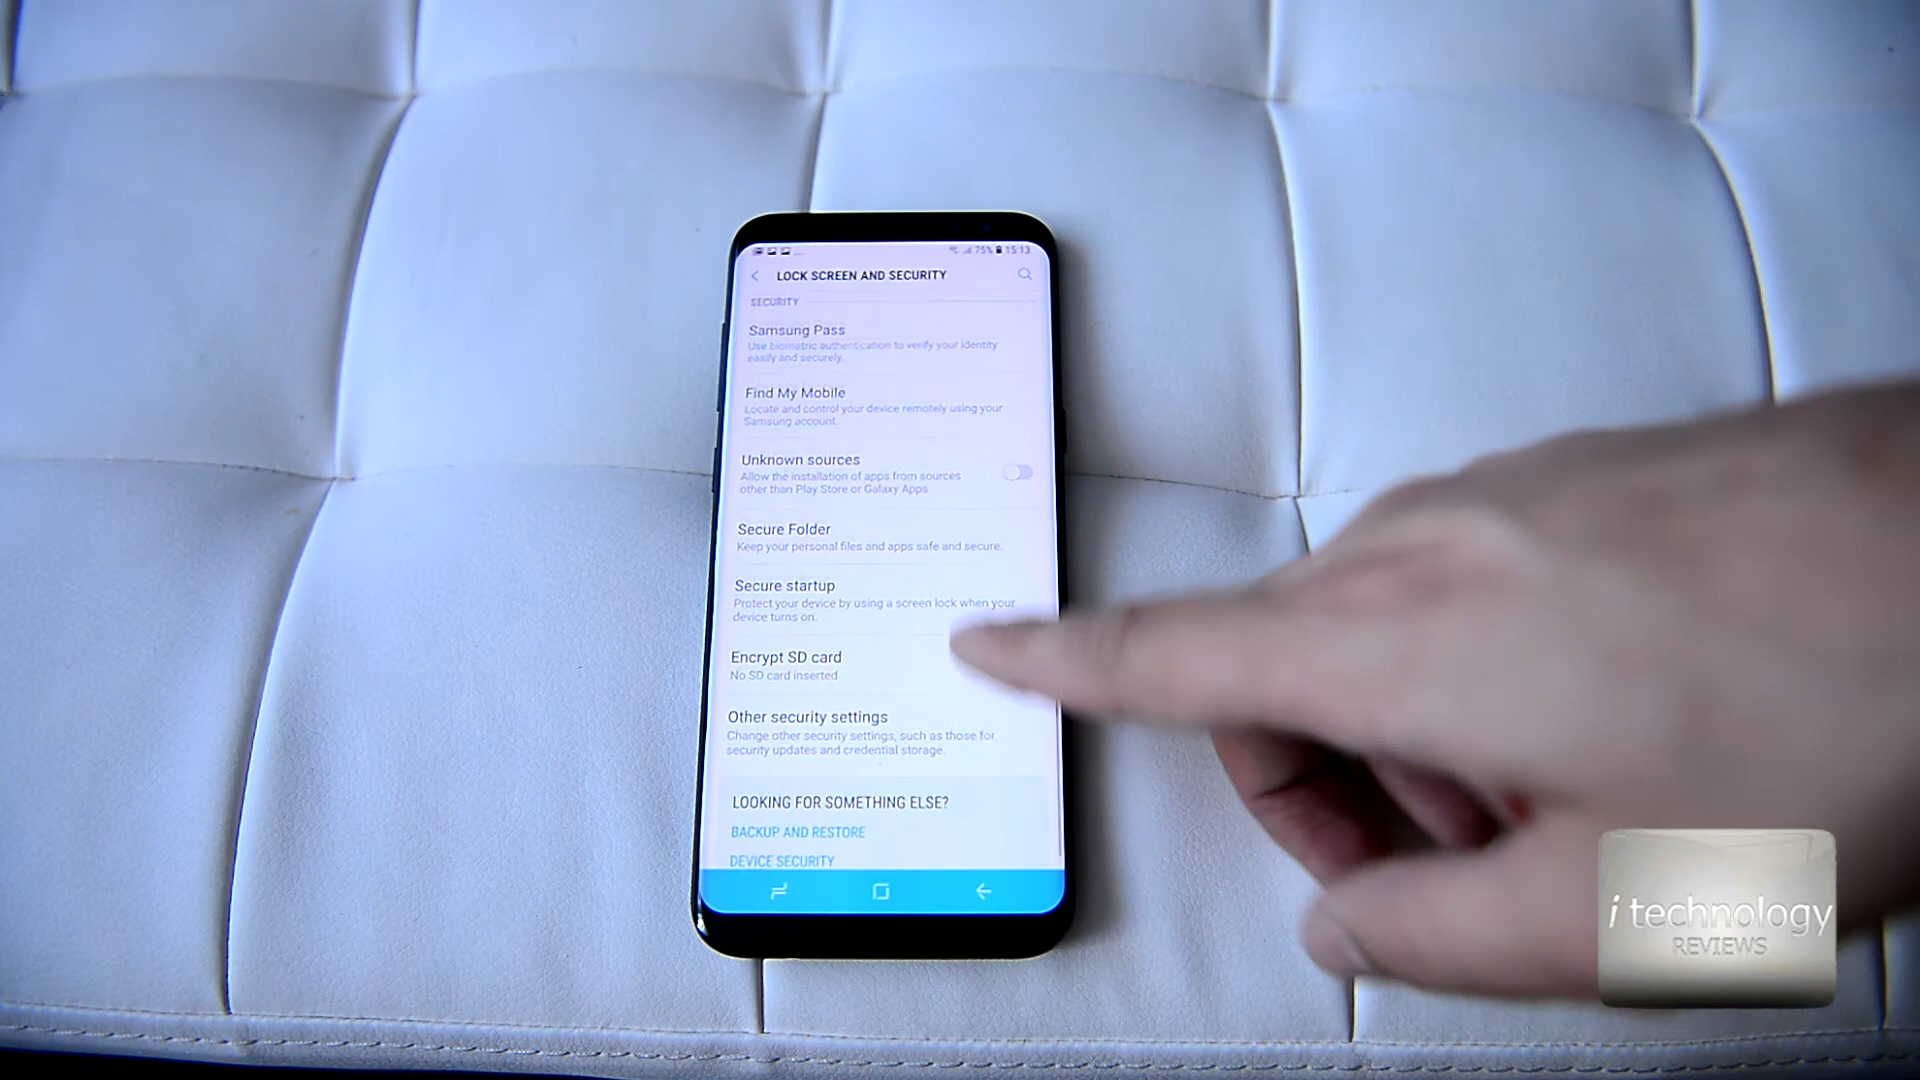 75% 15:13
LOCK SCREEN AND SECURITY
SECURITY
Samsung Pass
Use biometric authentication to verify your identity
easily and securely.
Find My Mobile
Locate and control your device remotely using your
Samsung account.
Unknown sources
Allow the installation of apps from sources
other than Play Store or Galaxy Apps
Secure Folder
Keep your personal files and apps safe and secure.
Secure startup
Protect your device by using a screen lock when your
device turns on.
Encrypt SD card
No SD card inserted
Other security settings
Change other security settings, such as those for
security updates and credential storage.
LOOKING FOR SOMETHING ELSE?
BACKUP AND RESTORE
DEVICE SECURITY
i technology
REVIEWS